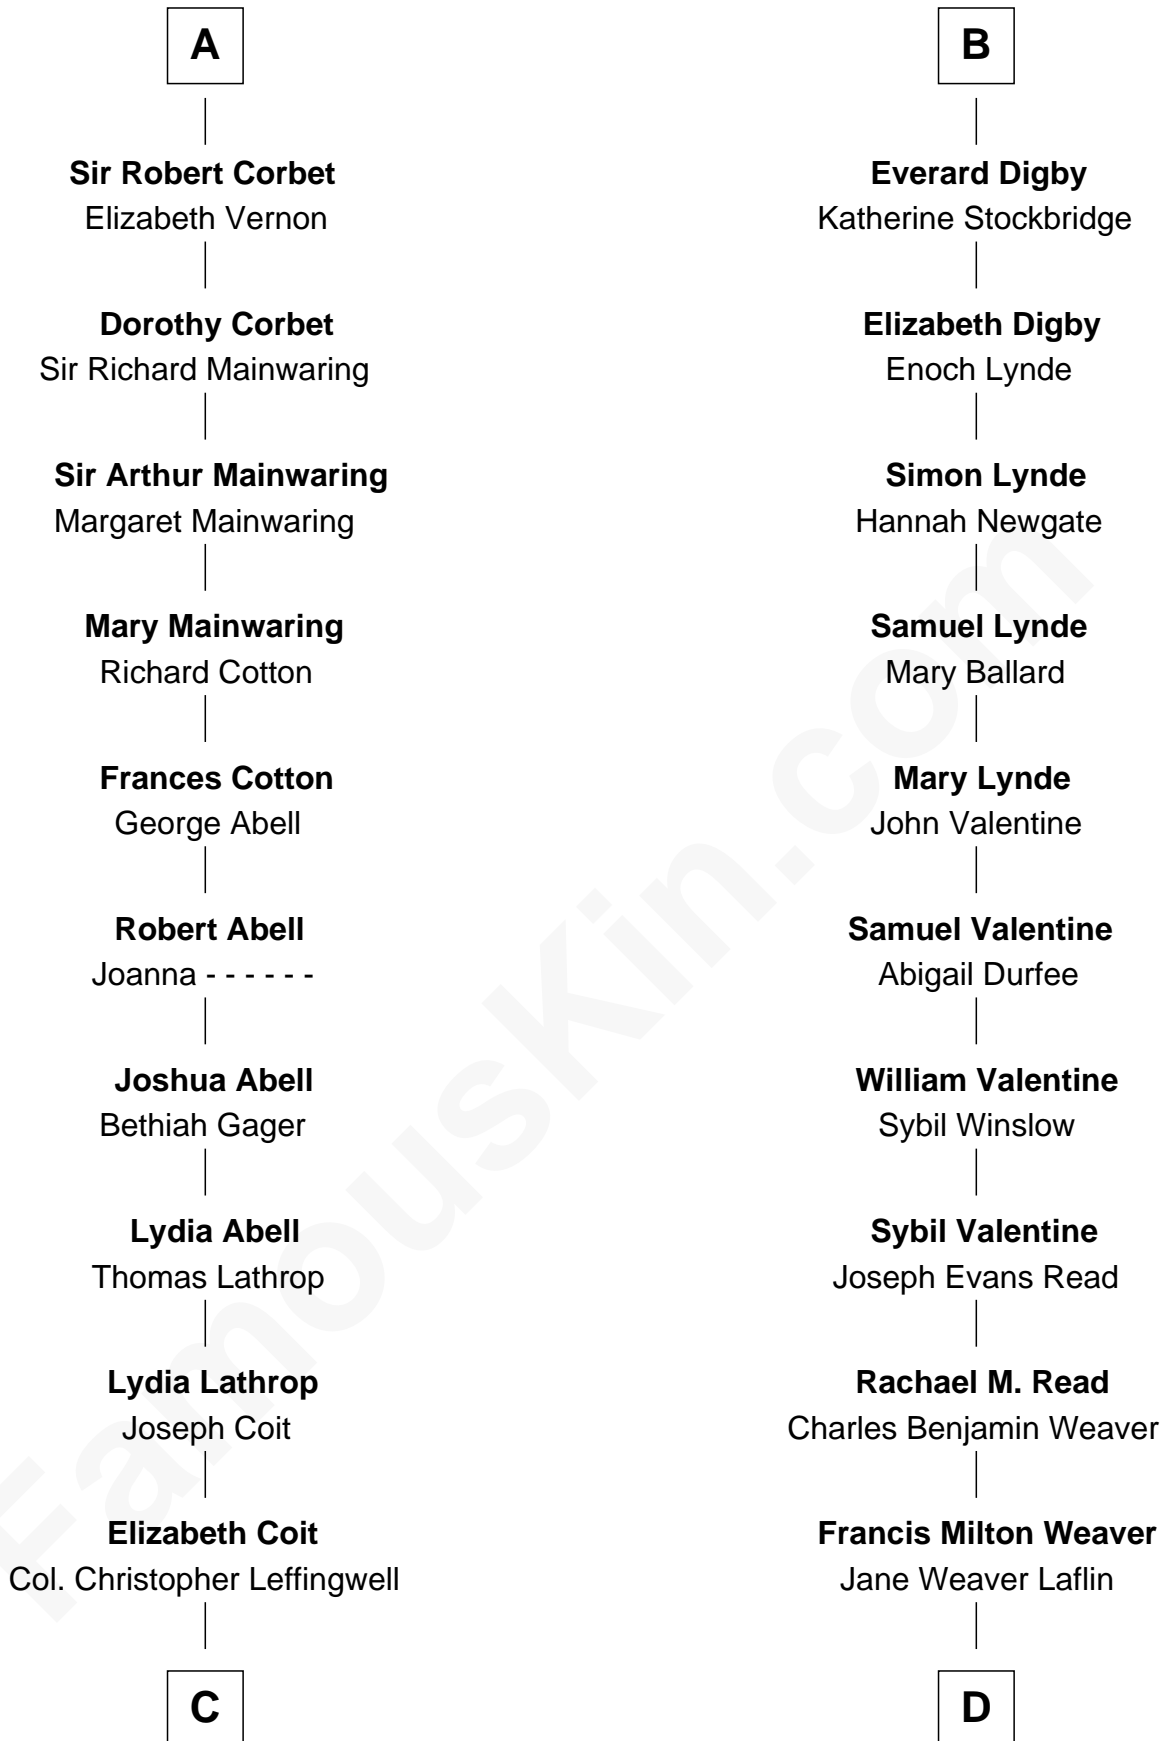 A
Sir Robert Corbet
Elizabeth Vernon
Dorothy Corbet
Sir Richard Mainwaring
Sir Arthur Mainwaring
Margaret Mainwaring
Mary Mainwaring
Richard Cotton
Frances Cotton
George Abell
Robert Abell
Joanna - - - - - -
Joshua Abell
Bethiah Gager
Lydia Abell
Thomas Lathrop
Lydia Lathrop
Joseph Coit
Elizabeth Coit
Col. Christopher Leffingwell
C
B
Everard Digby
Katherine Stockbridge
Elizabeth Digby
Enoch Lynde
Simon Lynde
Hannah Newgate
Samuel Lynde
Mary Ballard
Mary Lynde
John Valentine
Samuel Valentine
Abigail Durfee
William Valentine
Sybil Winslow
Sybil Valentine
Joseph Evans Read
Rachael M. Read
Charles Benjamin Weaver
Francis Milton Weaver
Jane Weaver Laflin
D
FamousKin.com